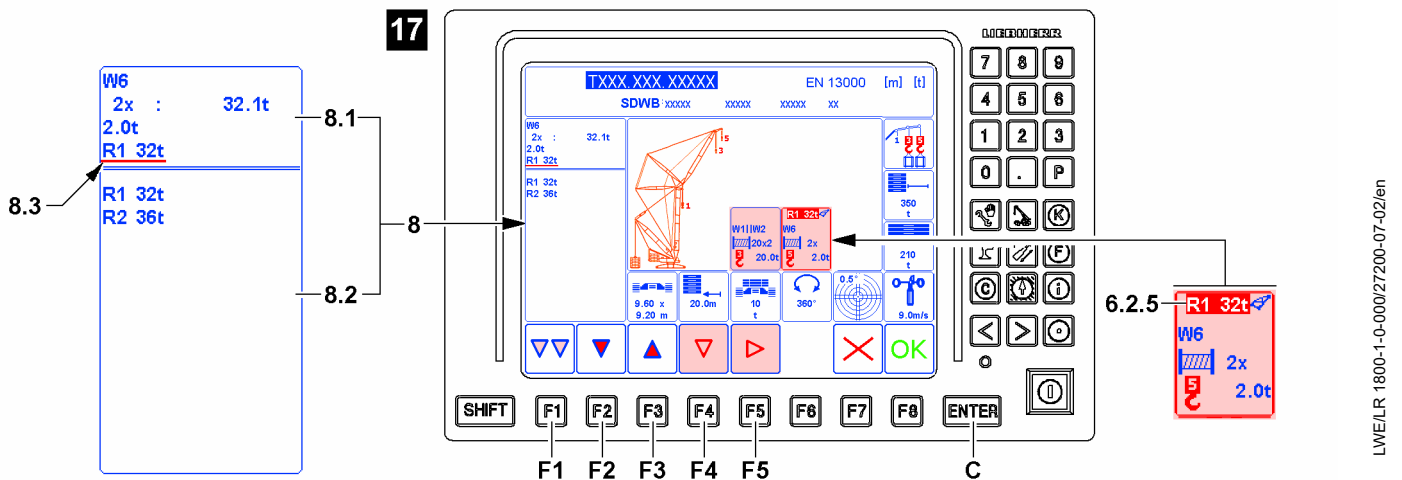 17
LIEBHERR
W6
2x : 32.1t
2.0t
R1 32t
R1 32t
R2 36t
8.1
8.3
8
8.2
TXXX.XXX.XXXXX EN 13000 [m] [t]
SDWB: xxxxx xxxxx xxxxx xx
W6
2x : 32.1t
2.0t
R1 32t
R1 32t
R2 36t
5
3
1
1 3 5
350
t
210
t
W1||W2
20x2
3 20.0t
R1 32t
W6
2x
5 2.0t
9.60 x
9.20 m
20.0m
10
t
360°
0.5°
9.0m/s
OK
7 8 9
4 5 6
1 2 3
0 . P
K
F
C i
< >
SHIFT F1 F2 F3 F4 F5 F6 F7 F8 ENTER
F1 F2 F3 F4 F5 C
6.2.5
R1 32t
W6
2x
5 2.0t
LWE/LR 1800-1-0-000/27200-07-02/en